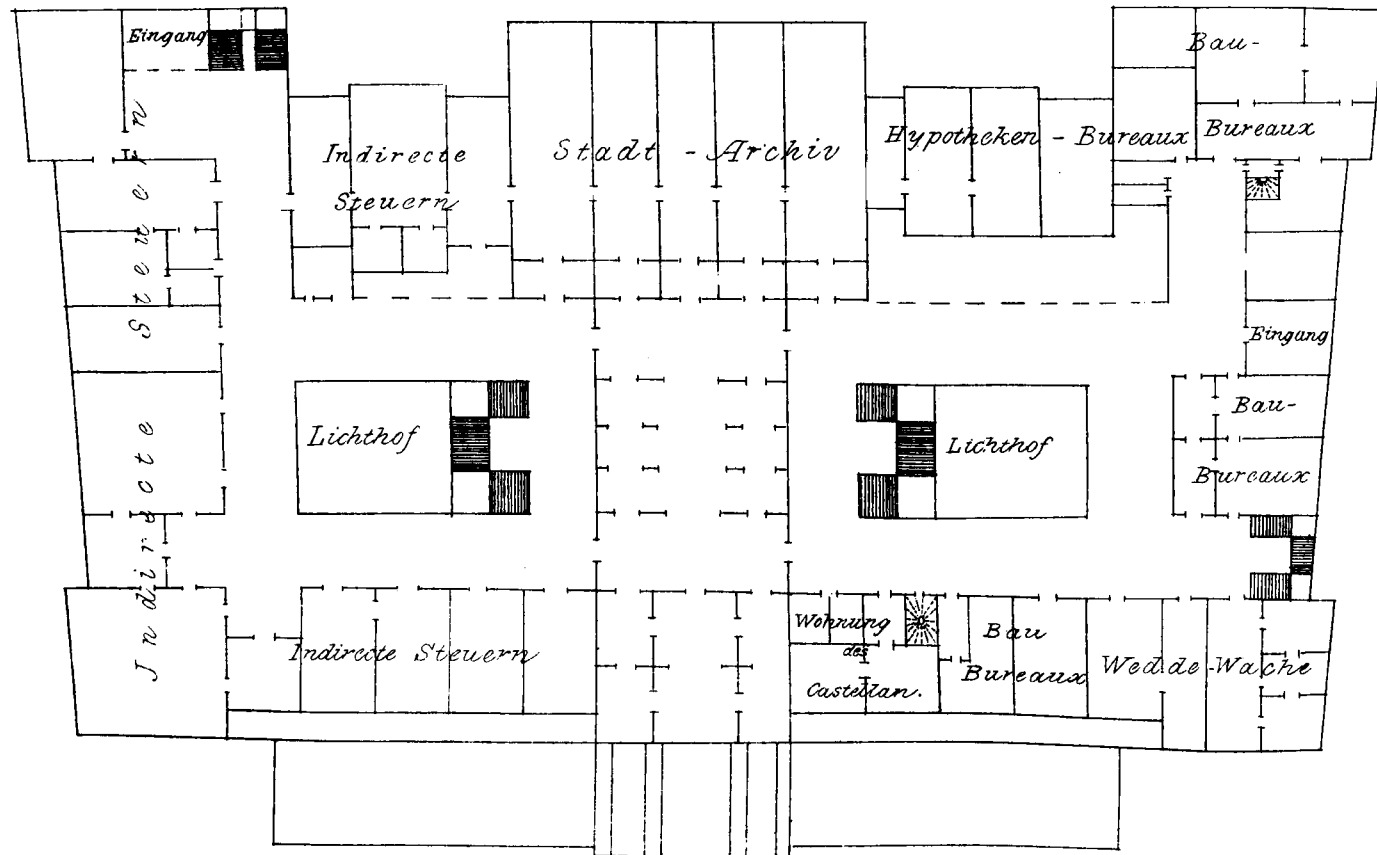 Eingang
Bau-
Bureaux
Indirecte
Steuern
Stadt - Archiv
Hypotheken - Bureaux
Jndirecte Steuern
Eingang
Lichthof
Lichthof
Bau-
Bureaux
Indirecte Steuern
Wohnung
des
Castellan.
Bau
Bureaux
Wedde-Wache